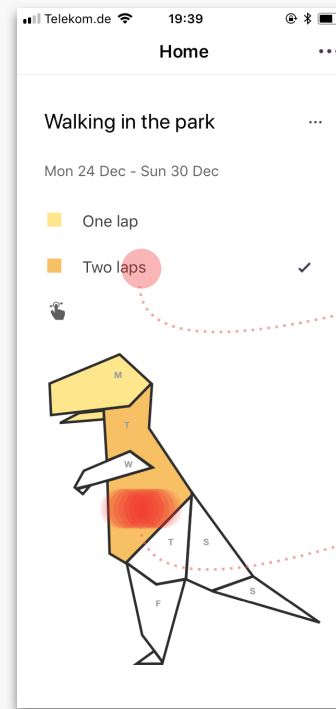 Telekom.de 19:39
Home
Walking in the park
Mon 24 Dec - Sun 30 Dec
One lap
Two laps
M
T
W
T S
S
F